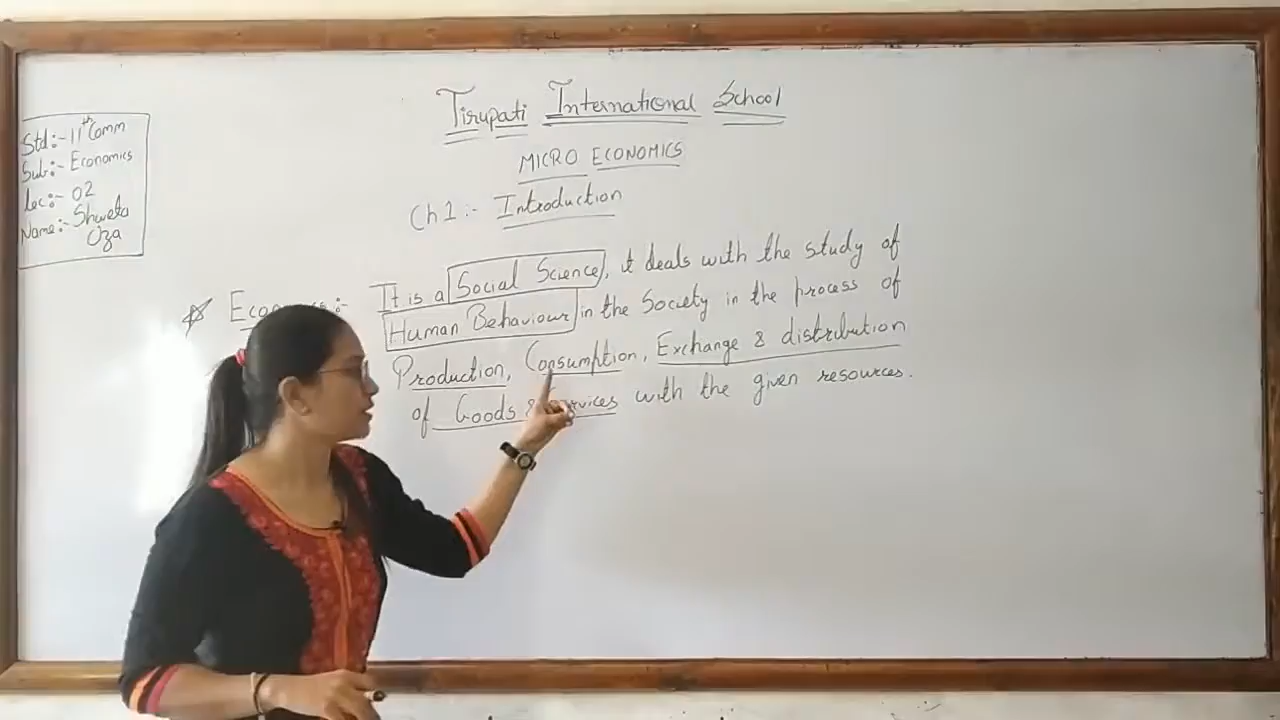 Tirupati International School
MICRO ECONOMICS
Ch 1 :- Introduction
Std :- 11th Comm
Sub :- Economics
Lec :- 02
Name :- Shweta
Oza
It is a Social Science, it deals with the study of
Human Behaviour in the Society in the process of
Production, Consumption, Exchange & distribution
of Goods & Services with the given resources.